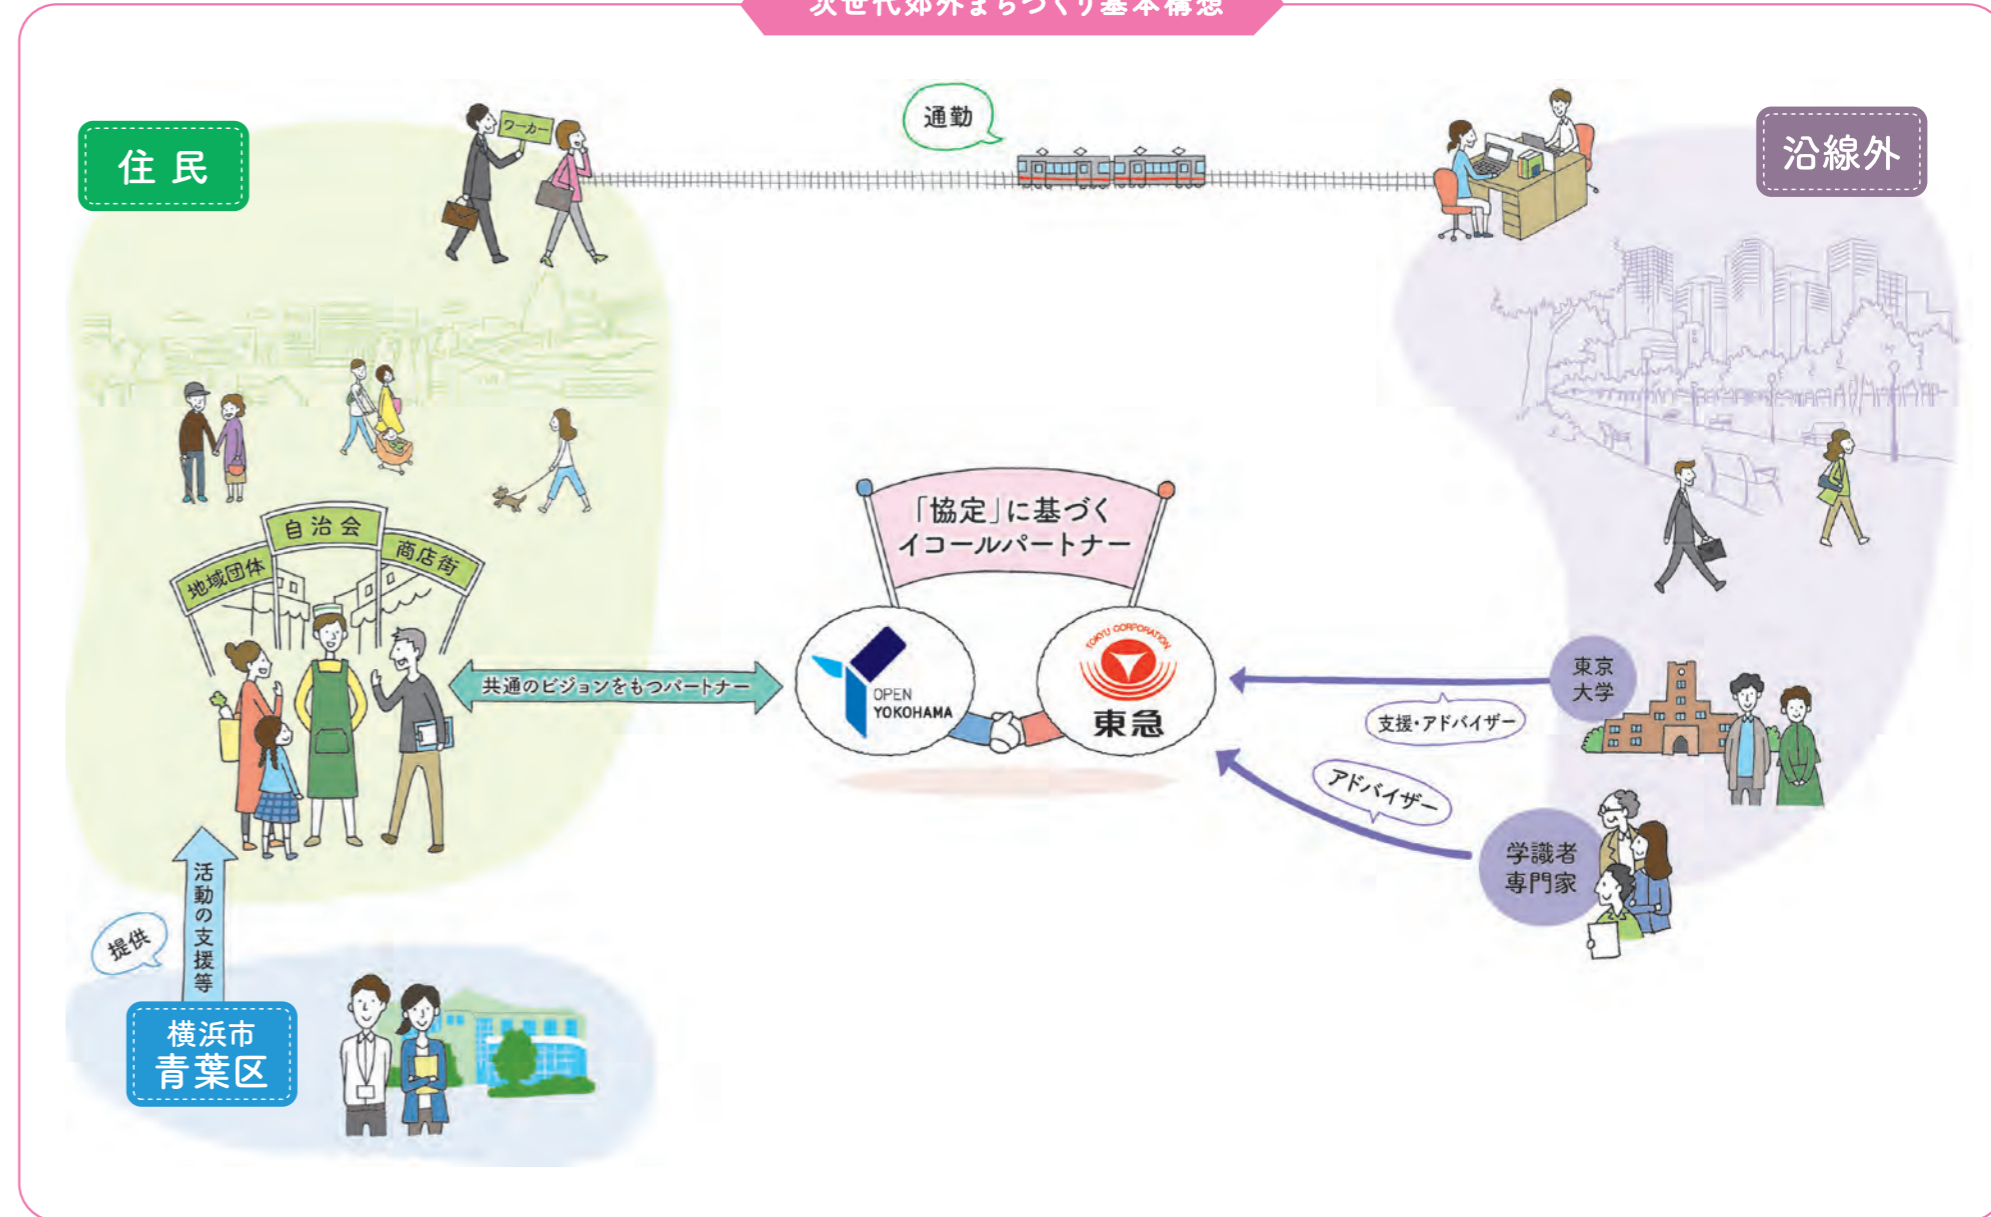 次世代郊外まちづくり基本構想
住民
ワーカー
通勤
沿線外
「協定」に基づく
イコールパートナー
自治会
地域団体
商店街
共通のビジョンをもつパートナー
OPEN
YOKOHAMA
TOKYU CORPORATION
東急
東京
大学
支援・アドバイザー
アドバイザー
学識者
専門家
活動の支援等
提供
横浜市
青葉区